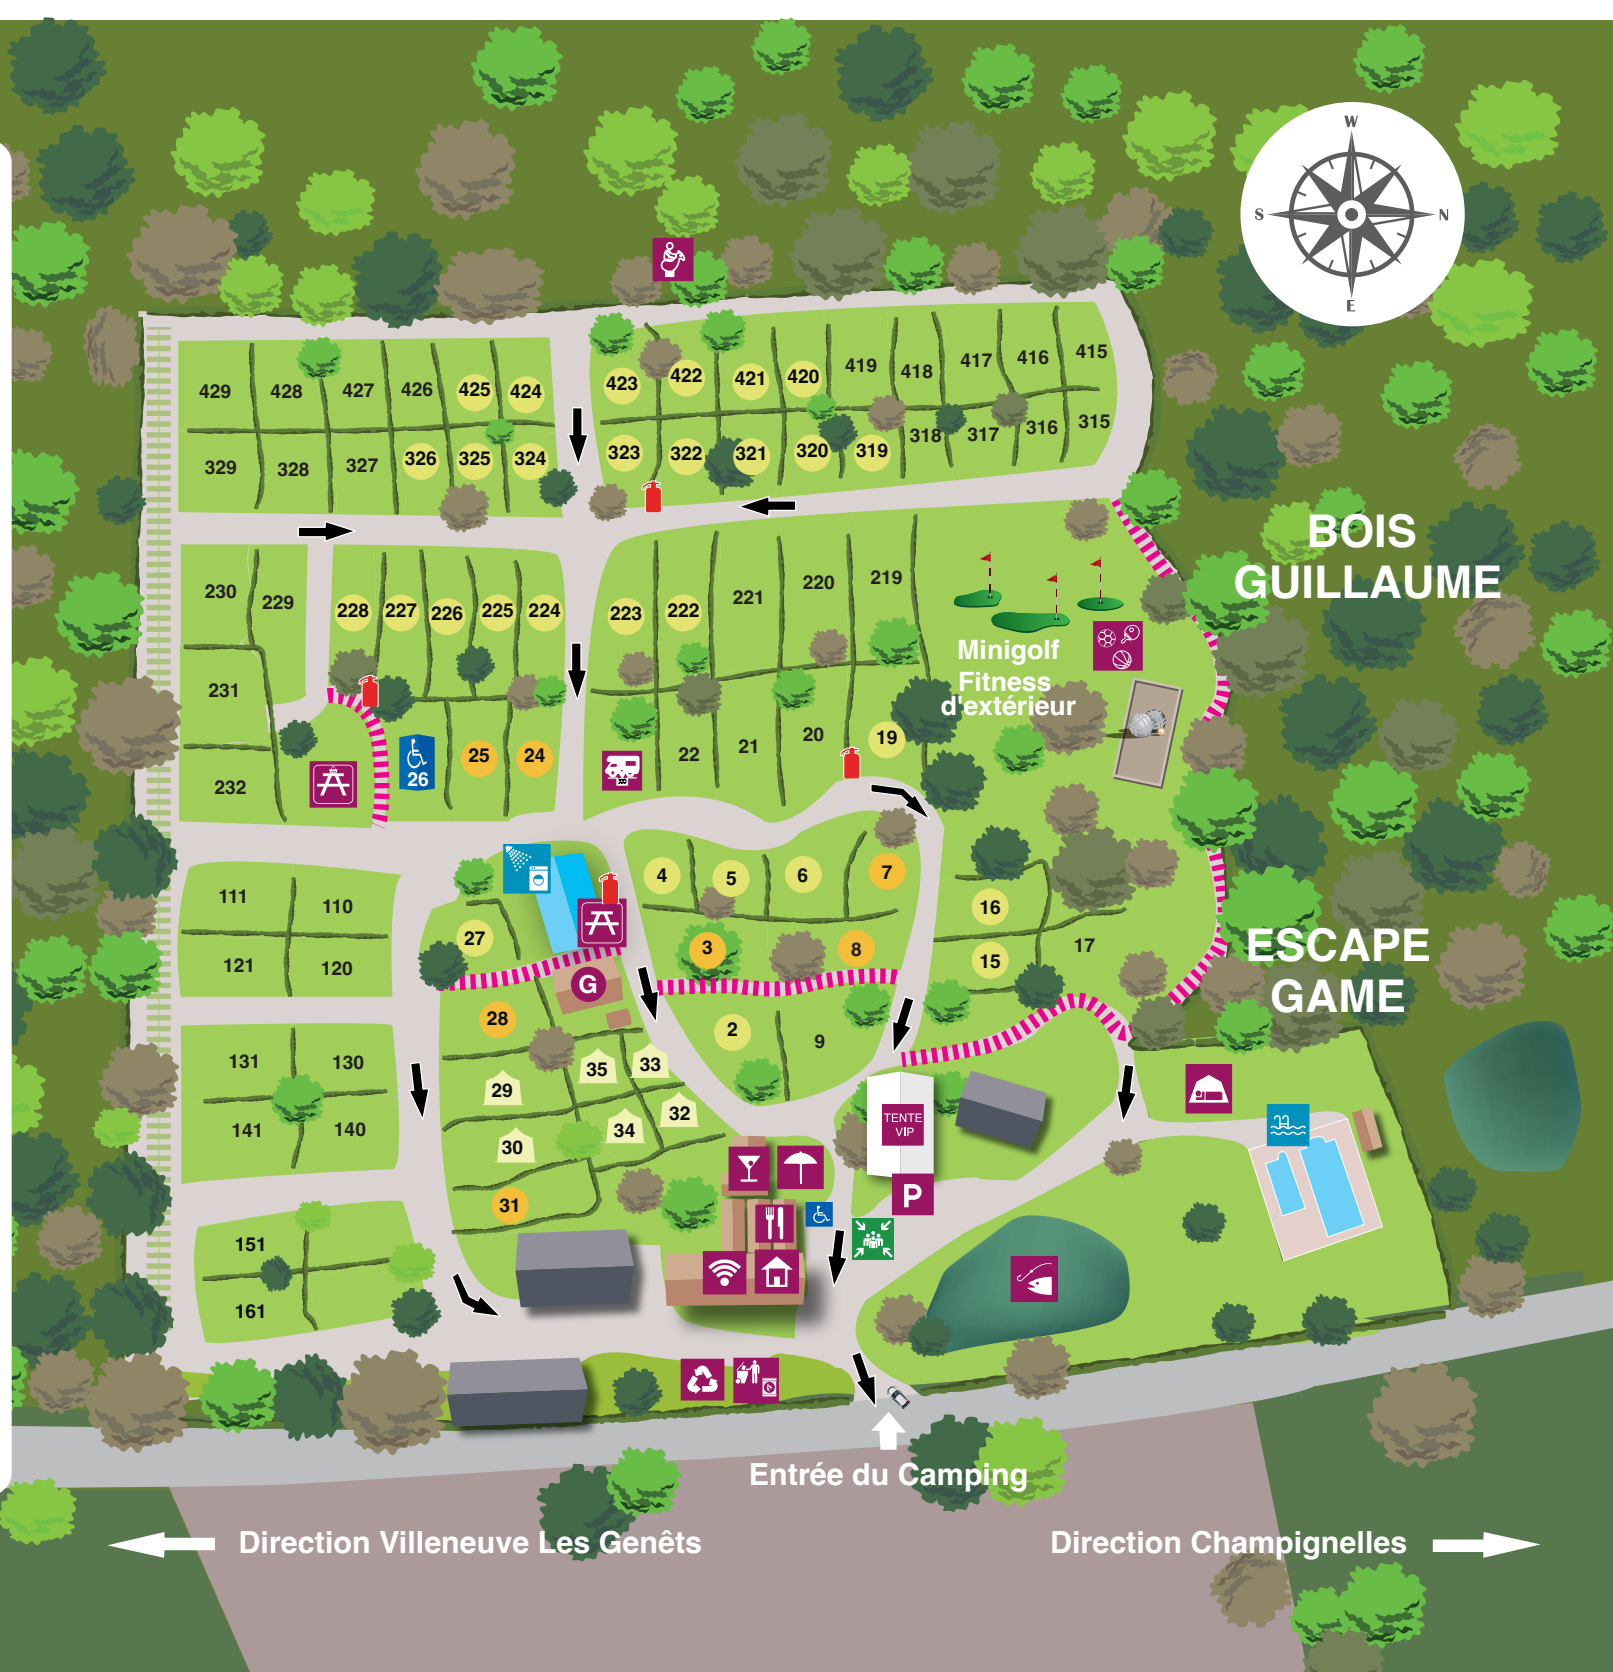 W
S N
E
429 428 427 426 425 424
423 422 421 420 419 418 417 416 415
329 328 327 326 325 324
323 322 321 320 319 318 317 316 315
BOIS
GUILLAUME
230 229 228 227 226 225 224
223 222 221 220 219
Minigolf
Fitness
d'extérieur
231
232
26
25 24
22 21 20 19
111 110
121 120
27
4 5 6 7
3 8
16
15
17
ESCAPE
GAME
G
28
2
9
131 130
141 140
29
35 33
30
34 32
31
TENTE
VIP
P
151
161
Entrée du Camping
Direction Villeneuve Les Genêts
Direction Champignelles